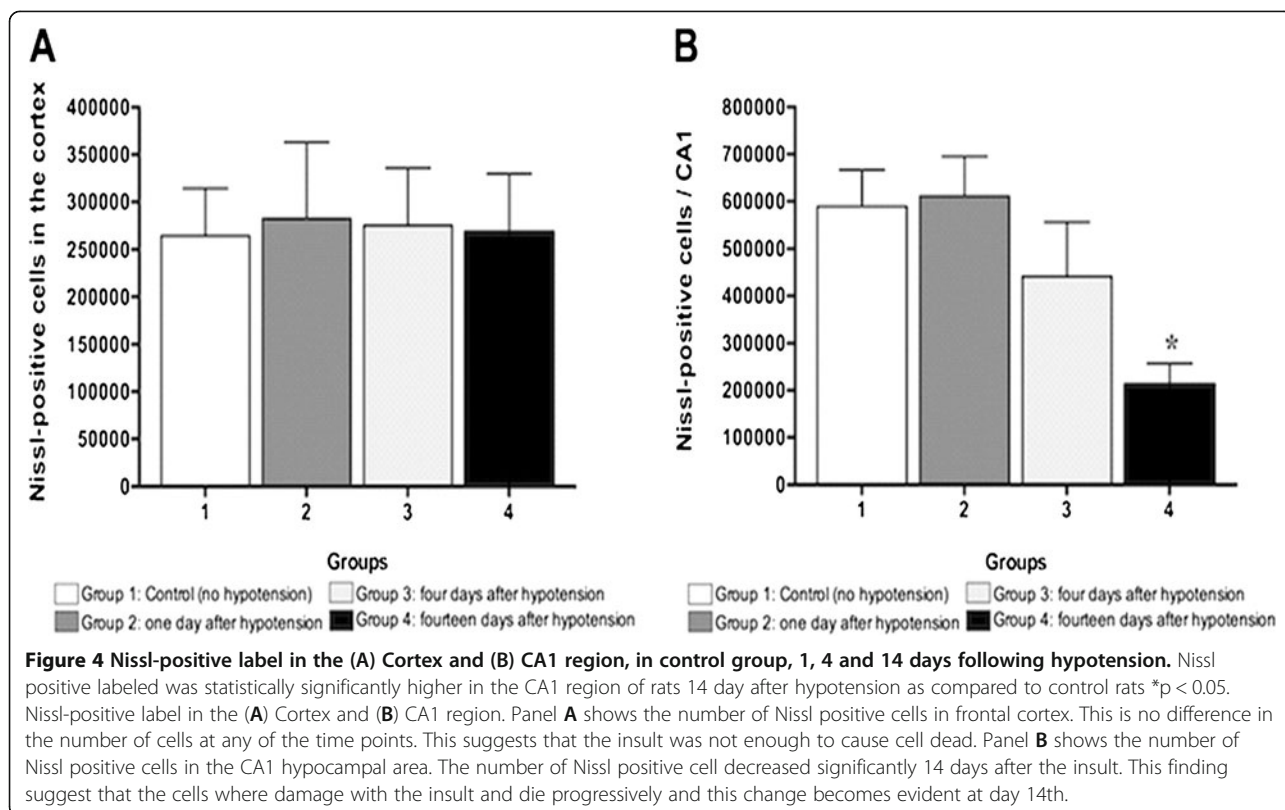 A
B
Nissl-positive cells in the cortex
400000
350000
300000
250000
200000
150000
100000
50000
0
1 2 3 4
Groups
Group 1: Control (no hypotension) Group 3: four days after hypotension
Group 2: one day after hypotension Group 4: fourteen days after hypotension
Nissl-positive cells / CA1
800000
700000
600000
500000
400000
300000
200000
100000
0
*
1 2 3 4
Groups
Group 1: Control (no hypotension) Group 3: four days after hypotension
Group 2: one day after hypotension Group 4: fourteen days after hypotension
Figure 4 Nissl-positive label in the (A) Cortex and (B) CA1 region, in control group, 1, 4 and 14 days following hypotension. Nissl
positive labeled was statistically significantly higher in the CA1 region of rats 14 day after hypotension as compared to control rats *p < 0.05.
Nissl-positive label in the (A) Cortex and (B) CA1 region. Panel A shows the number of Nissl positive cells in frontal cortex. This is no difference in
the number of cells at any of the time points. This suggests that the insult was not enough to cause cell dead. Panel B shows the number of
Nissl positive cells in the CA1 hypocampal area. The number of Nissl positive cell decreased significantly 14 days after the insult. This finding
suggest that the cells where damage with the insult and die progressively and this change becomes evident at day 14th.